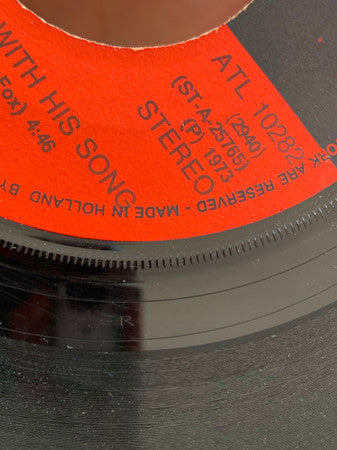 ATL 10282
(2940)
(ST-A-25765)
(P) 1973
STEREO
WITH HIS SONG
Fox) 4:46
ARE RESERVED - MADE IN HOLLAND BY
SR